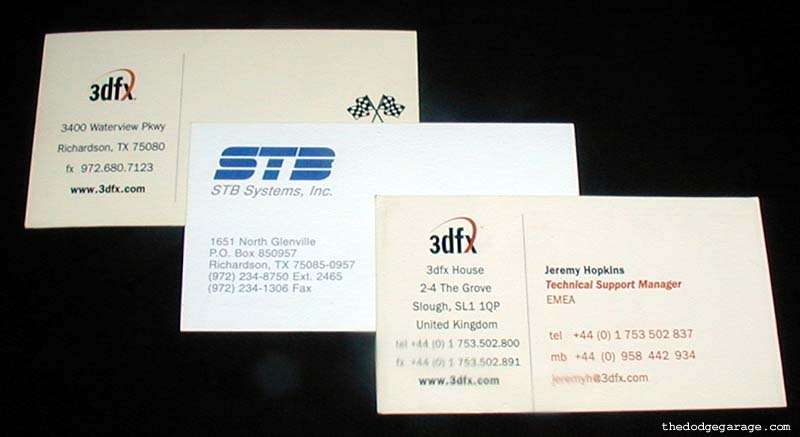 3dfx
3400 Waterview Pkwy
Richardson, TX 75080
fx 972.680.7123
www.3dfx.com
STB
STB Systems, Inc.
1651 North Glenville
P.O. Box 850957
Richardson, TX 75085-0957
(972) 234-8750 Ext. 2465
(972) 234-1306 Fax
3dfx
3dfx House
2-4 The Grove
Slough, SL1 1QP
United Kingdom
tel +44 (0) 1 753.502.800
fx +44 (0) 1 753.502.891
www.3dfx.com
Jeremy Hopkins
Technical Support Manager
EMEA
tel +44 (0) 1 753 502 837
mb +44 (0) 958 442 934
jeremyh@3dfx.com
thedodgegarage.com